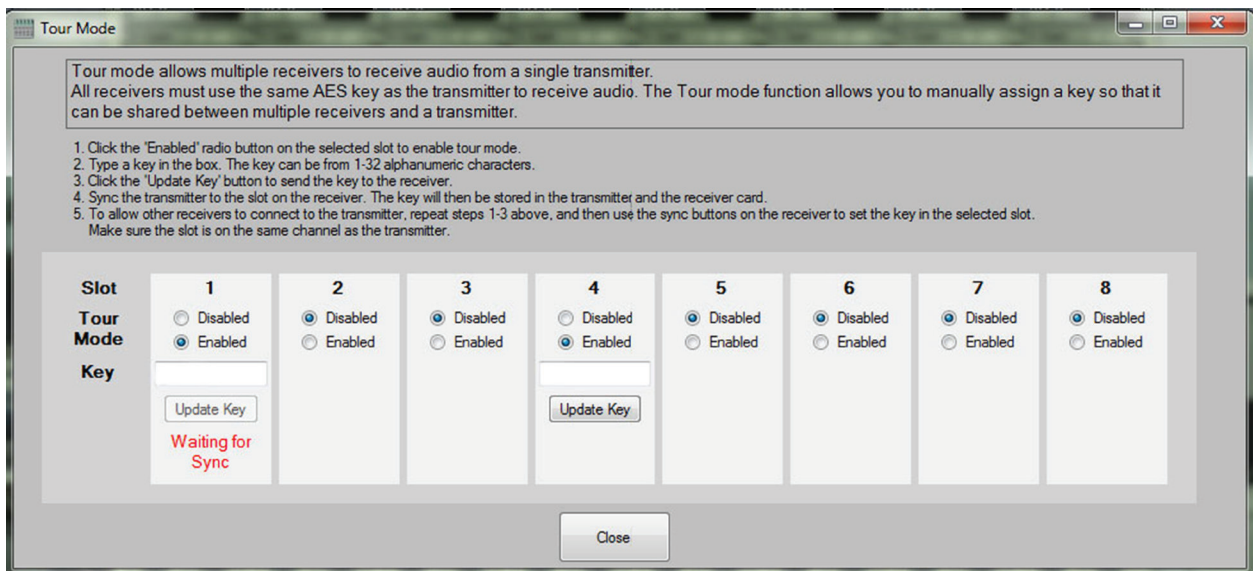 Tour Mode
Tour mode allows multiple receivers to receive audio from a single transmitter.
All receivers must use the same AES key as the transmitter to receive audio. The Tour mode function allows you to manually assign a key so that it
can be shared between multiple receivers and a transmitter.
1. Click the 'Enabled' radio button on the selected slot to enable tour mode.
2. Type a key in the box. The key can be from 1-32 alphanumeric characters.
3. Click the 'Update Key' button to send the key to the receiver.
4. Sync the transmitter to the slot on the receiver. The key will then be stored in the transmitter and the receiver card.
5. To allow other receivers to connect to the transmitter, repeat steps 1-3 above, and then use the sync buttons on the receiver to set the key in the selected slot.
Make sure the slot is on the same channel as the transmitter.
Slot 1 2 3 4 5 6 7 8
Tour Disabled Disabled Disabled Disabled Disabled Disabled Disabled Disabled
Mode Enabled Enabled Enabled Enabled Enabled Enabled Enabled Enabled
Key
Update Key Update Key
Waiting for
Sync
Close